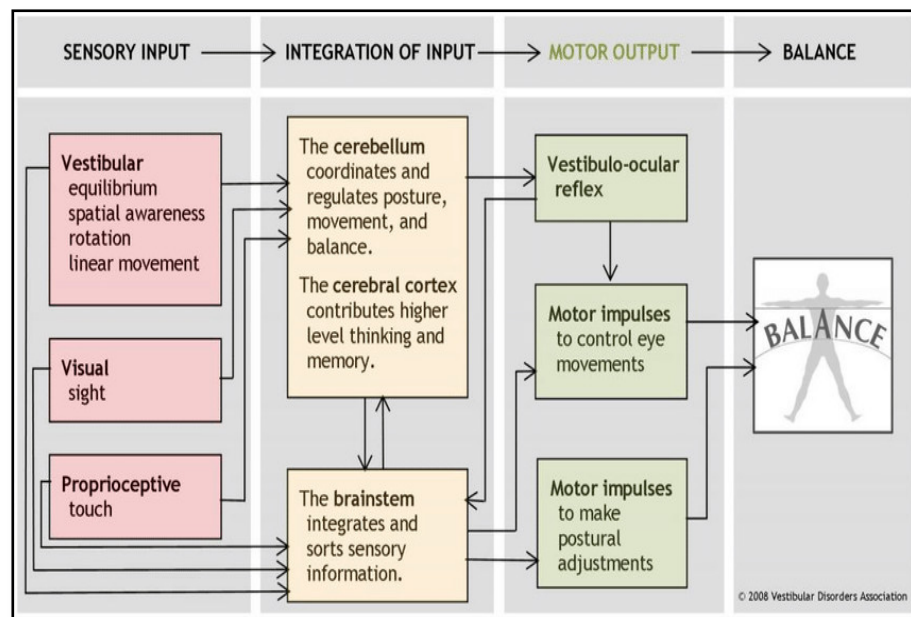 SENSORY INPUT
INTEGRATION OF INPUT
MOTOR OUTPUT
BALANCE
Vestibular
equilibrium
spatial awareness
rotation
linear movement
Visual
sight
Proprioceptive
touch
The cerebellum
coordinates and
regulates posture,
movement, and
balance.
The cerebral cortex
contributes higher
level thinking and
memory.
The brainstem
integrates and
sorts sensory
information.
Vestibulo-ocular
reflex
Motor impulses
to control eye
movements
Motor impulses
to make
postural
adjustments
BALANCE
© 2008 Vestibular Disorders Association